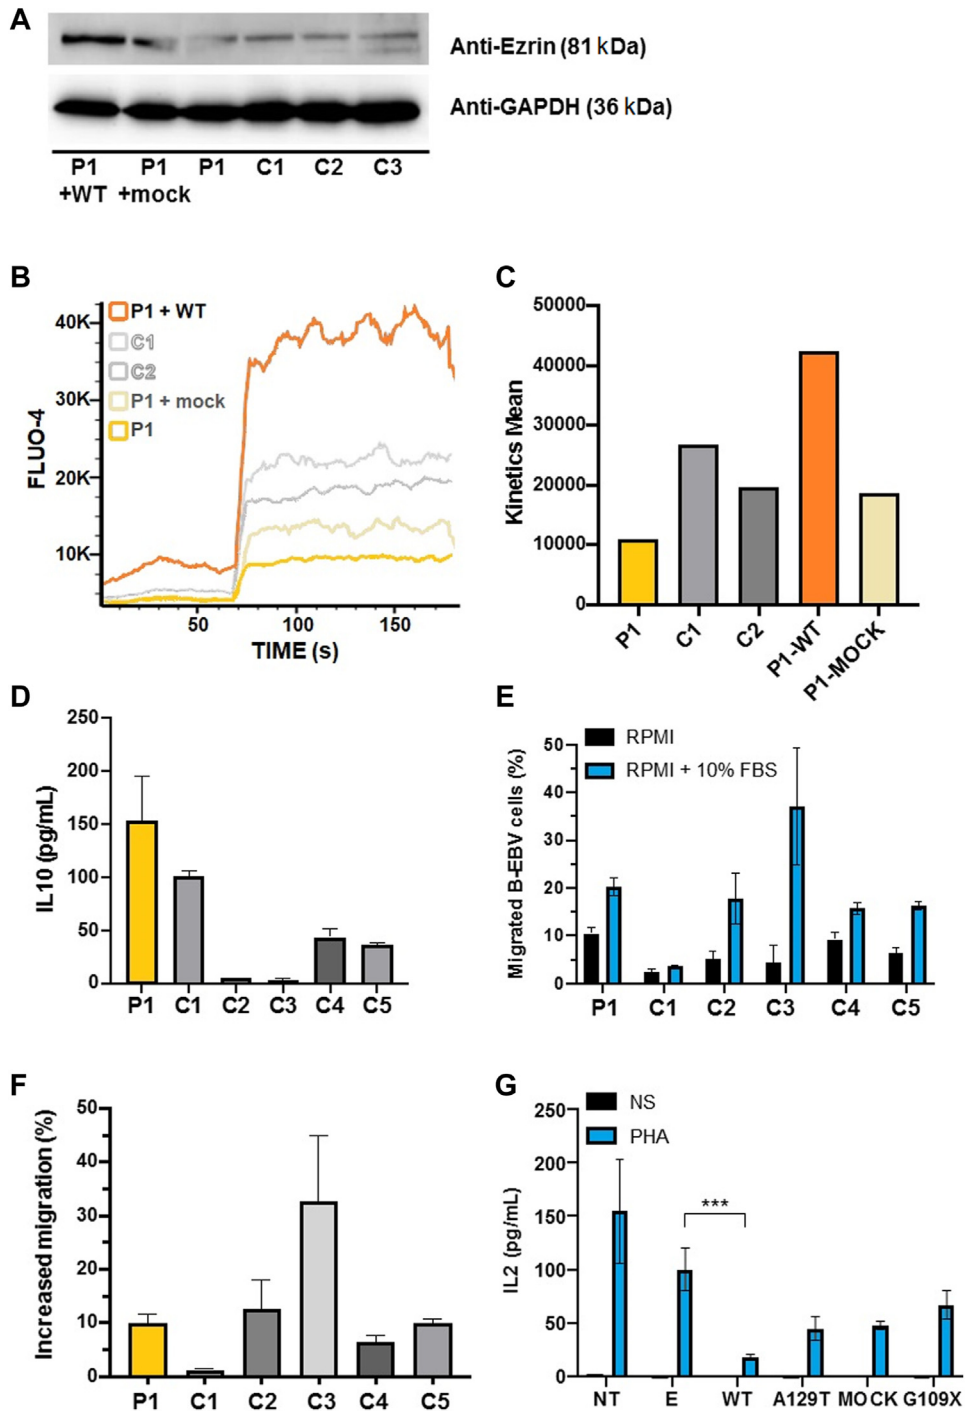 A
Anti-Ezrin (81 kDa)
Anti-GAPDH (36 kDa)
P1 P1 P1 C1 C2 C3
+WT +mock
B
P1 + WT
C1
C2
P1 + mock
P1
40K
30K
20K
10K
FLUO-4
50 100 150
TIME (s)
C
50000
40000
30000
20000
10000
0
Kinetics Mean
P1 C1 C2 P1-WT P1-MOCK
D
250
200
150
100
50
0
IL10 (pg/mL)
P1 C1 C2 C3 C4 C5
E
RPMI
RPMI + 10% FBS
50
40
30
20
10
0
Migrated B-EBV cells (%)
P1 C1 C2 C3 C4 C5
F
50
40
30
20
10
0
Increased migration (%)
P1 C1 C2 C3 C4 C5
G
NS
PHA
250
200
150
100
50
0
IL2 (pg/mL)
***
NT E WT A129T MOCK G109X